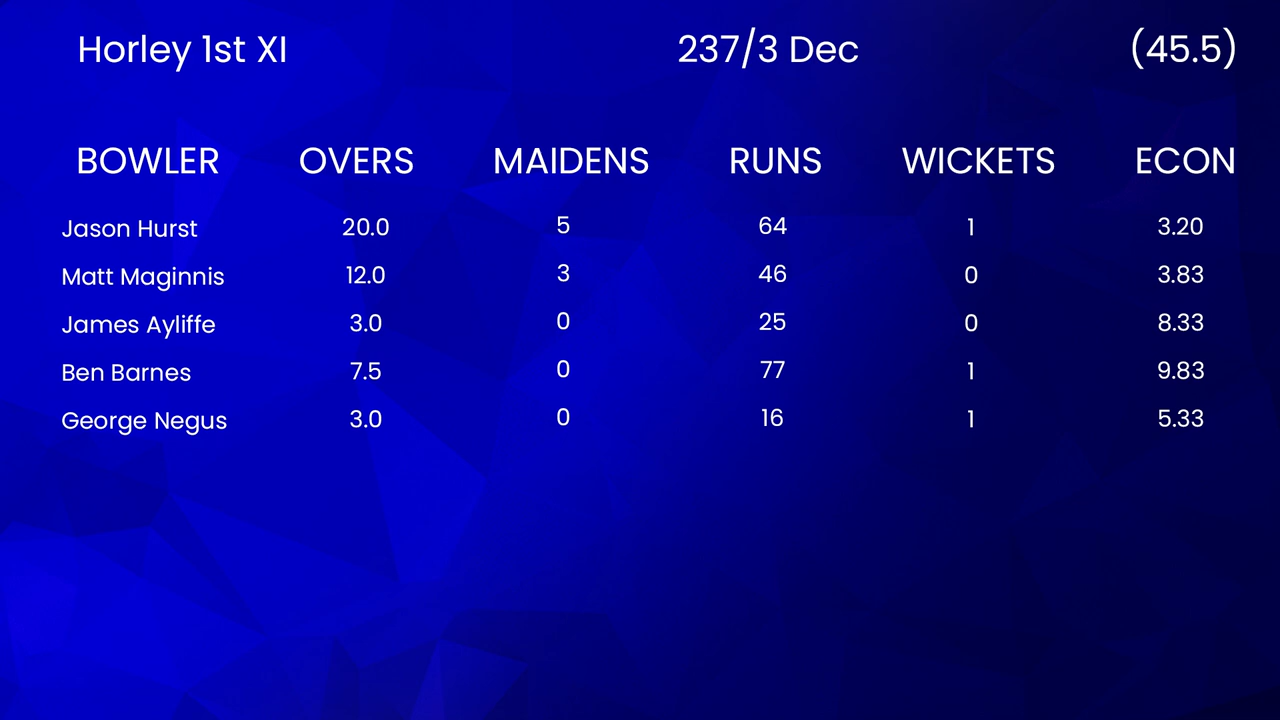 Horley 1st XI 237/3 Dec (45.5)
BOWLER OVERS MAIDENS RUNS WICKETS ECON
Jason Hurst 20.0 5 64 1 3.20
Matt Maginnis 12.0 3 46 0 3.83
James Ayliffe 3.0 0 25 0 8.33
Ben Barnes 7.5 0 77 1 9.83
George Negus 3.0 0 16 1 5.33